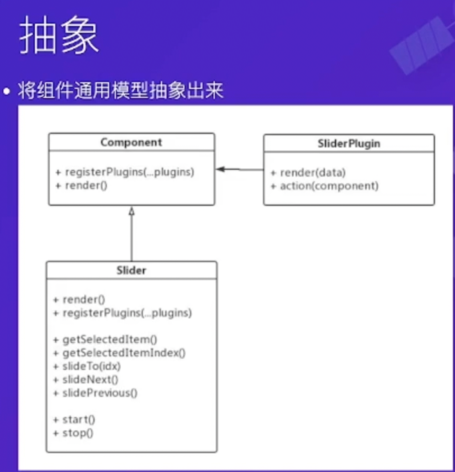 抽象
• 将组件通用模型抽象出来
Component
+ registerPlugins(...plugins)
+ render()
SliderPlugin
+ render(data)
+ action(component)
Slider
+ render()
+ registerPlugins(...plugins)
+ getSelectedItem()
+ getSelectedItemIndex()
+ slideTo(idx)
+ slideNext()
+ slidePrevious()
+ start()
+ stop()